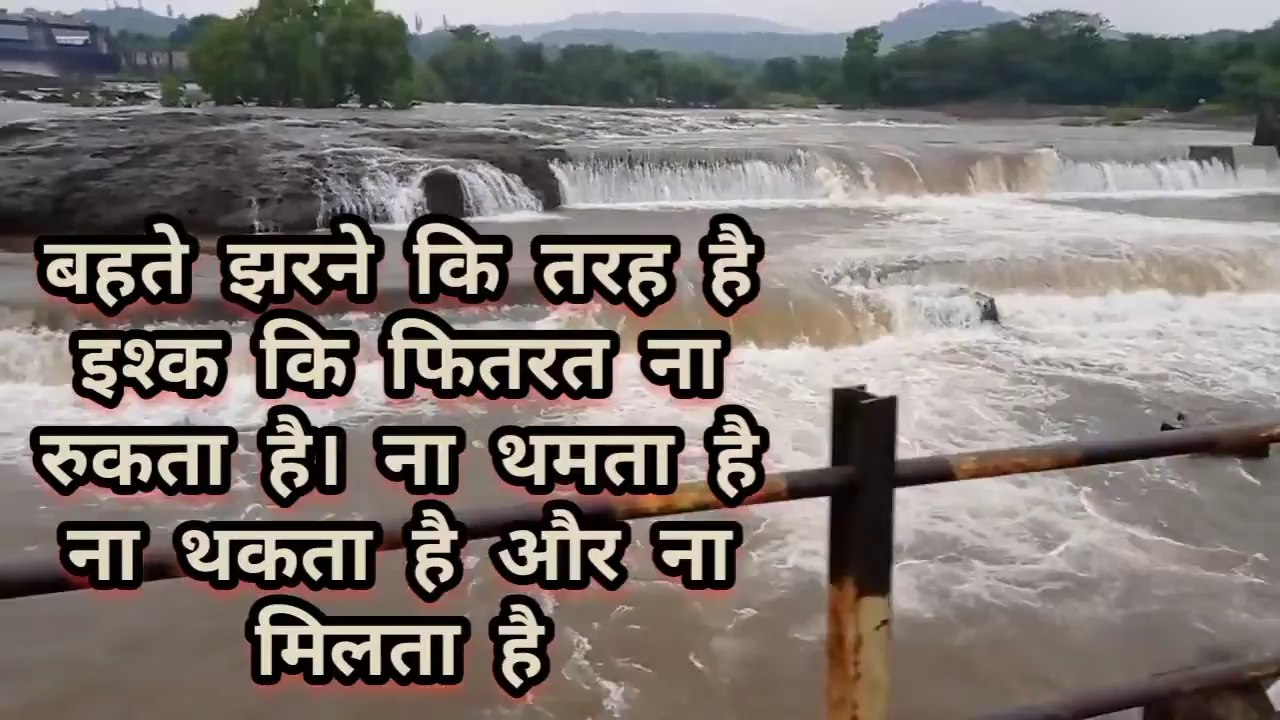 बहते झरने कि तरह है
इश्क कि फितरत ना
रुकता है। ना थमता है
ना थकता है और ना
मिलता है